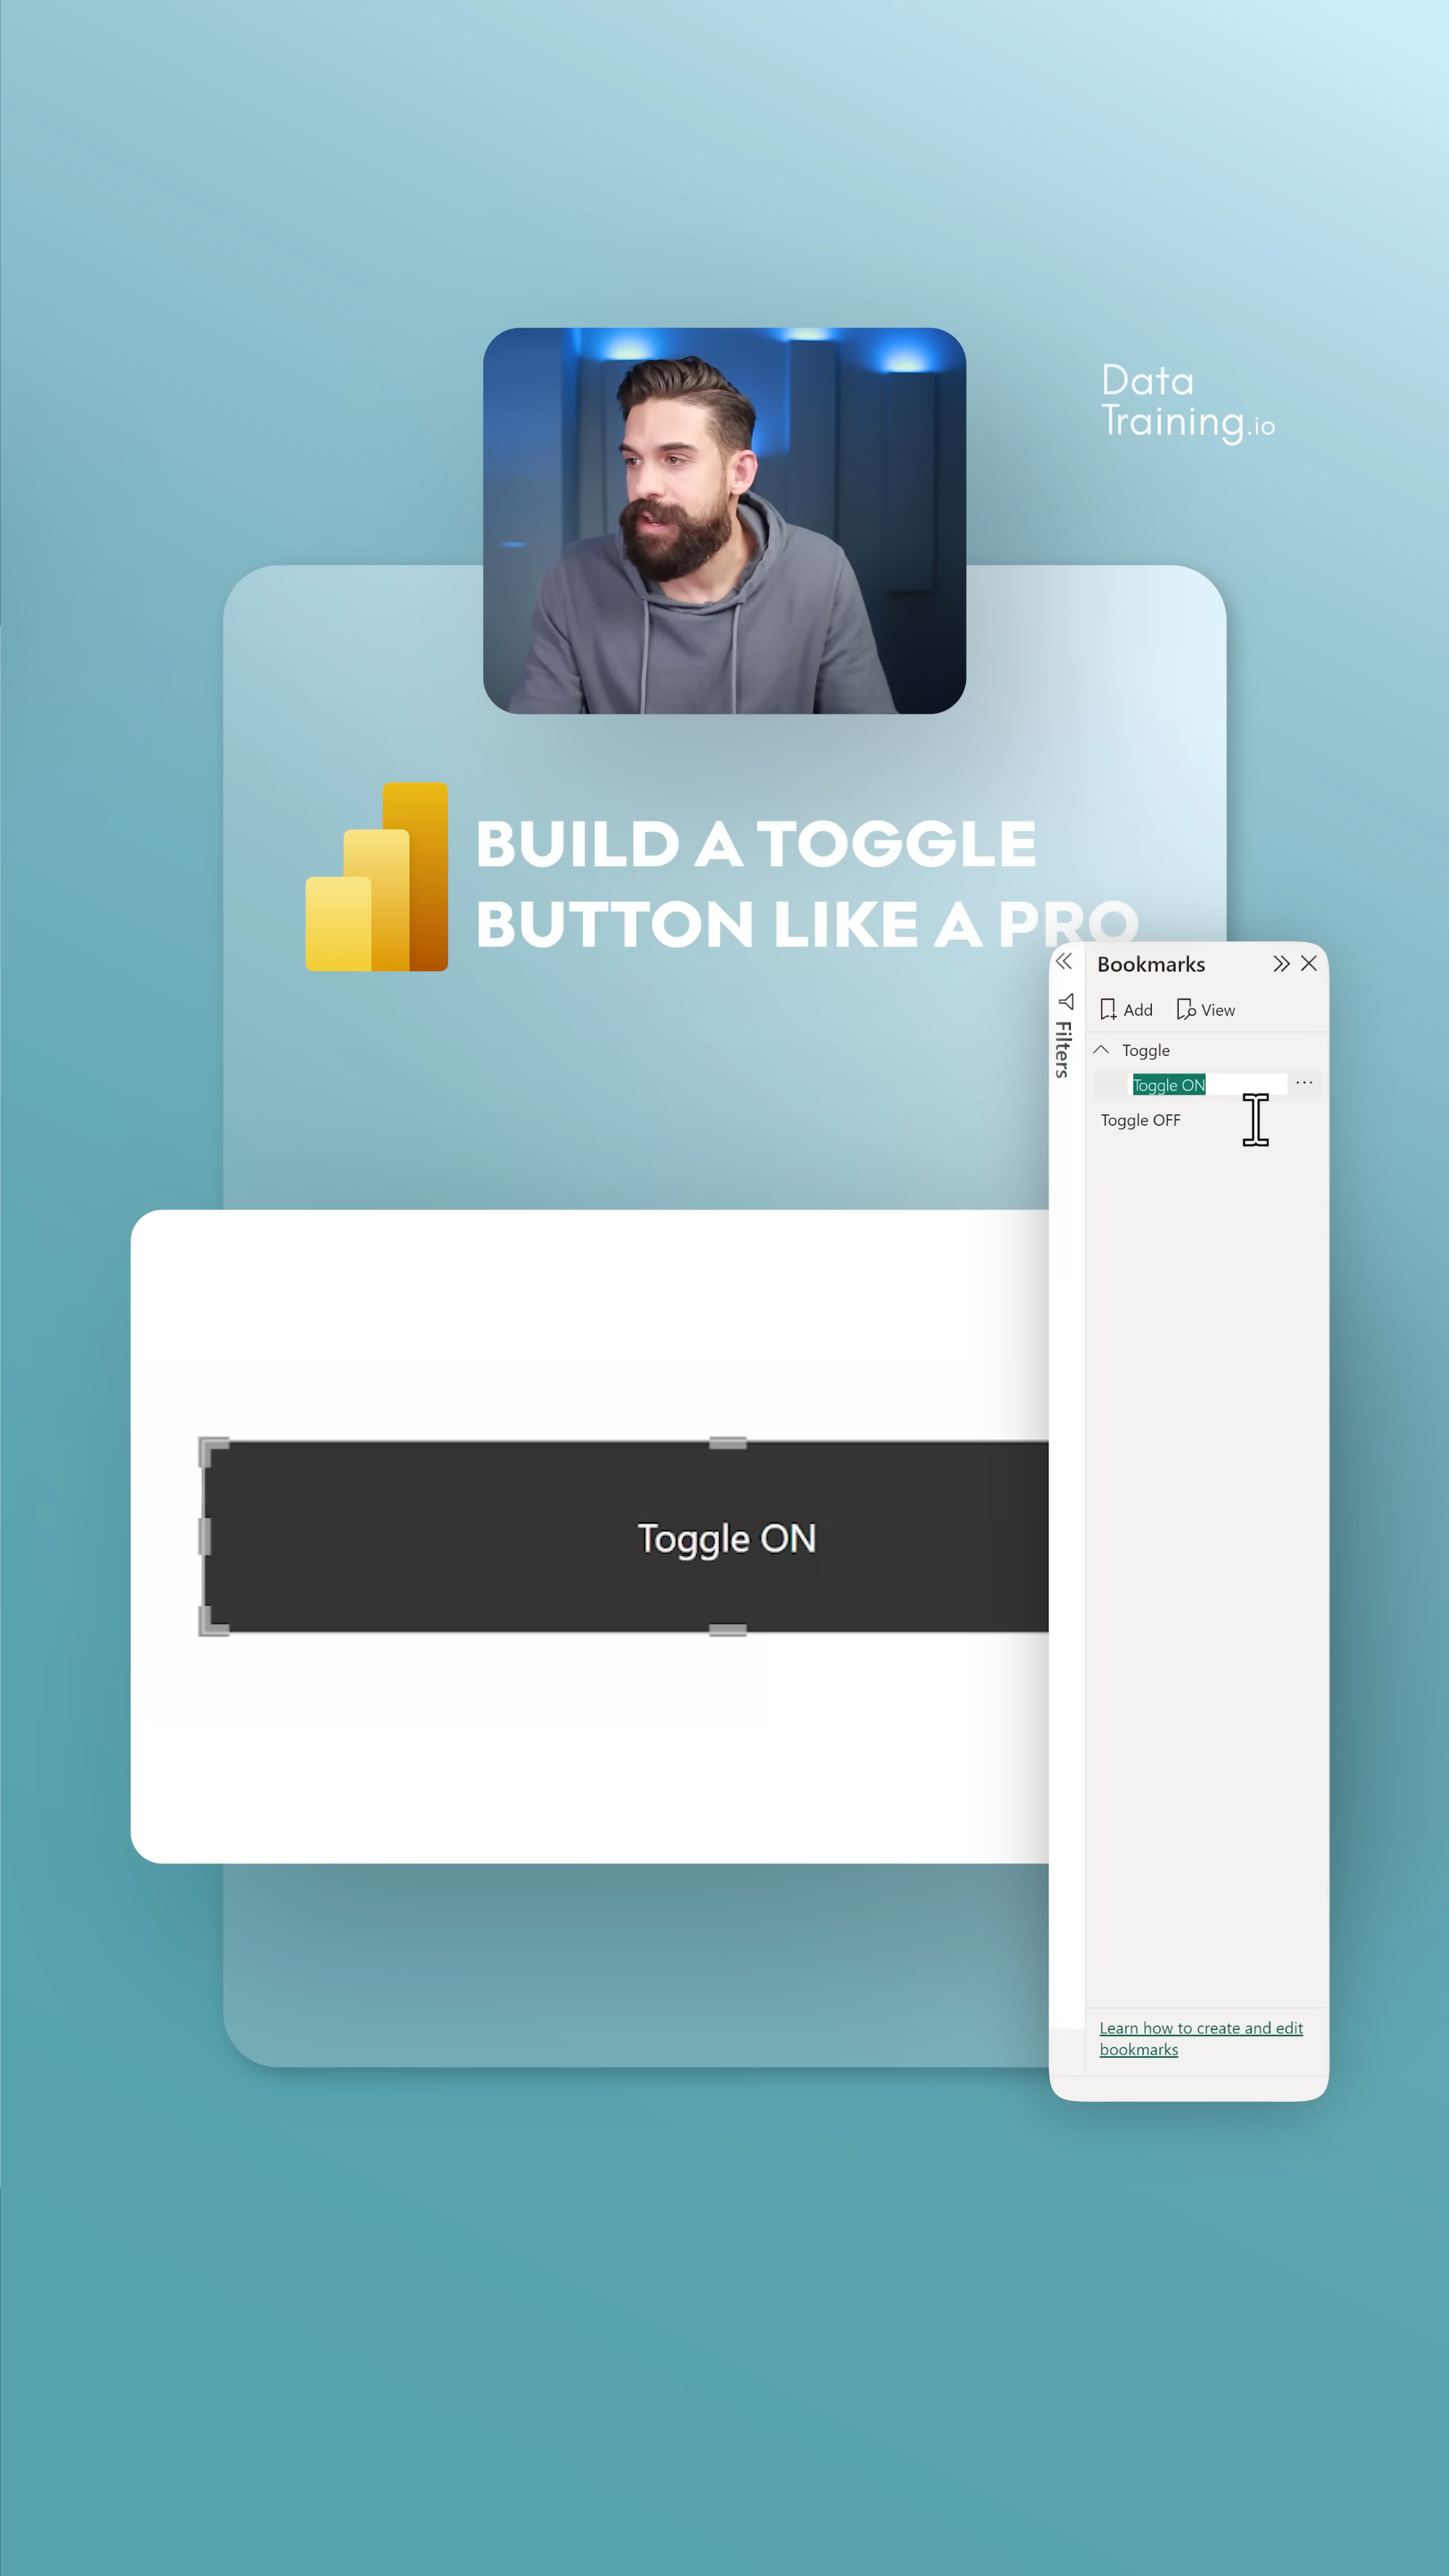 Data
Training.io
BUILD A TOGGLE
BUTTON LIKE A PRO
Bookmarks
Add View
Filters
Toggle
Toggle ON
Toggle OFF
Toggle ON
Learn how to create and edit
bookmarks